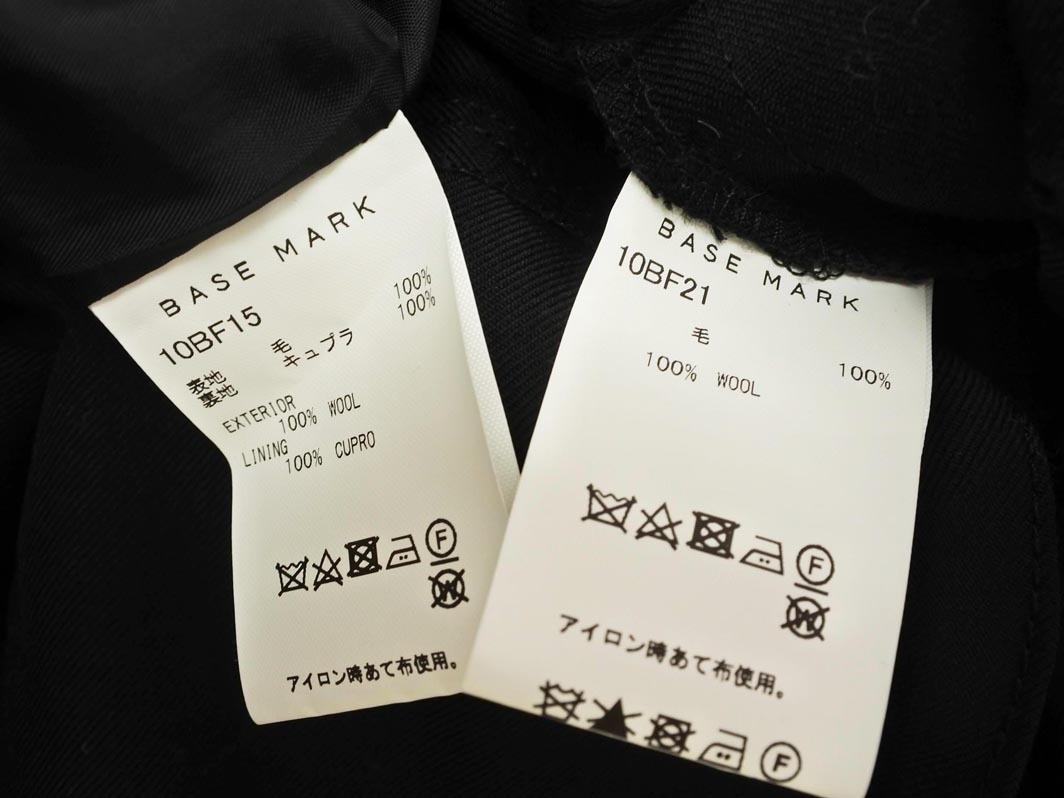 BASE MARK
10BF15
表地 毛 100%
裏地 キュプラ 100%
EXTERIOR
100% WOOL
LINING
100% CUPRO
F
W
アイロン時あて布使用。
BASE MARK
10BF21
毛 100%
100% WOOL
F
W
アイロン時あて布使用。
F